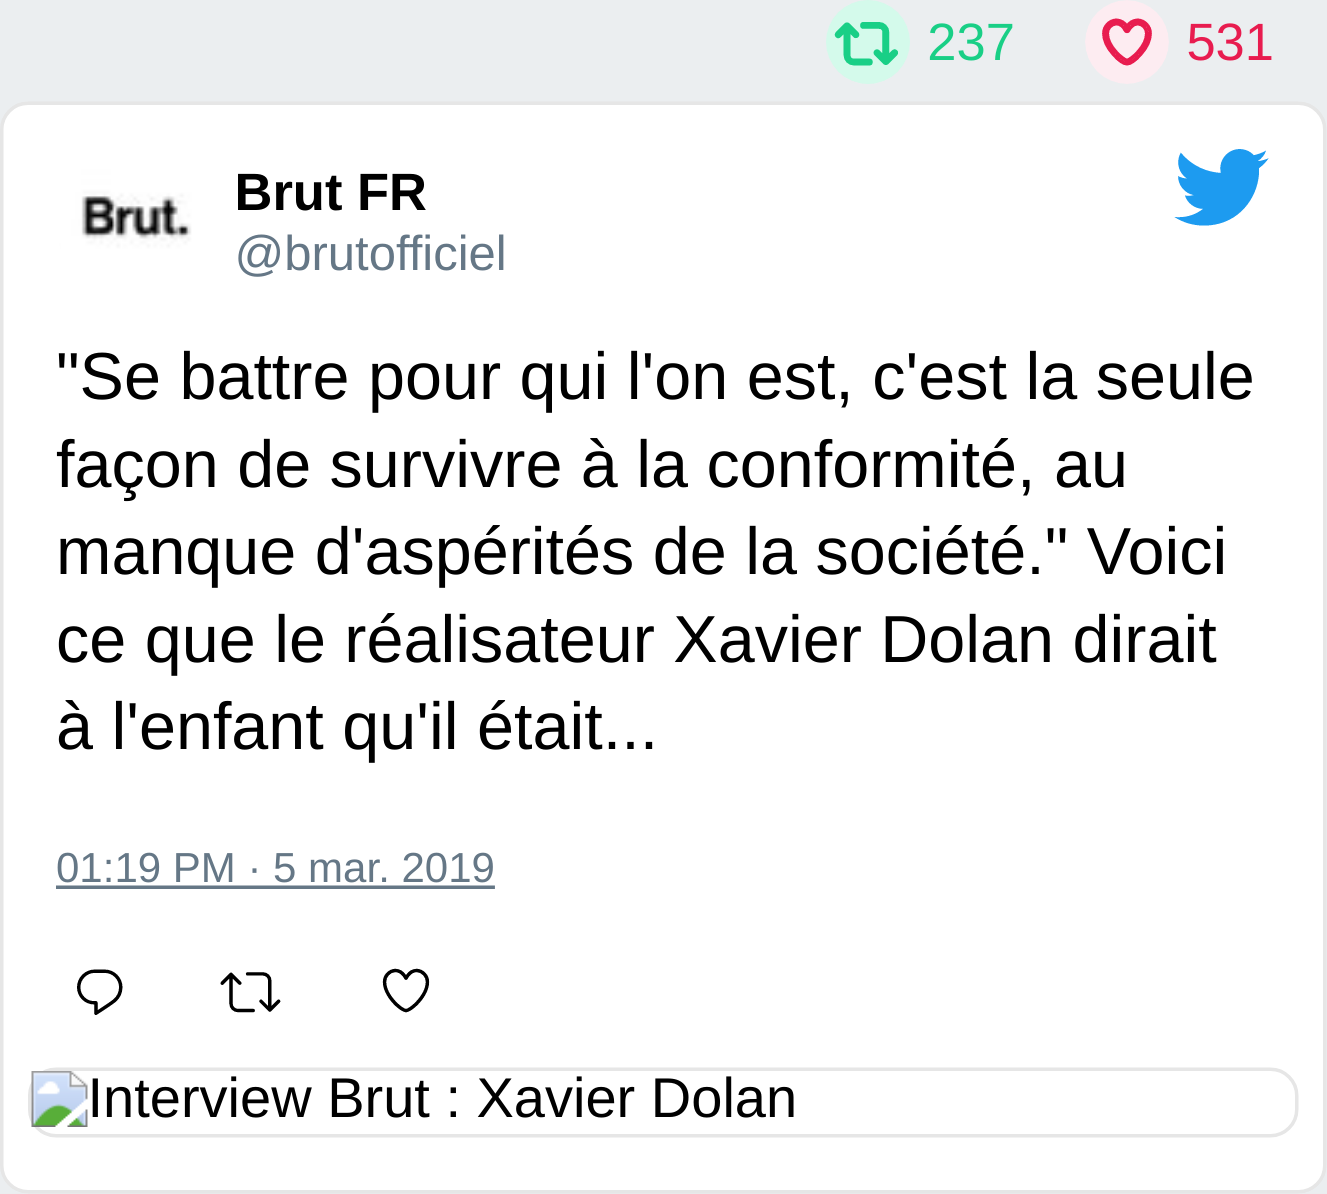 237 531
Brut.
Brut FR
@brutofficiel
"Se battre pour qui l'on est, c'est la seule
façon de survivre à la conformité, au
manque d'aspérités de la société." Voici
ce que le réalisateur Xavier Dolan dirait
à l'enfant qu'il était...
01:19 PM · 5 mar. 2019
Interview Brut : Xavier Dolan